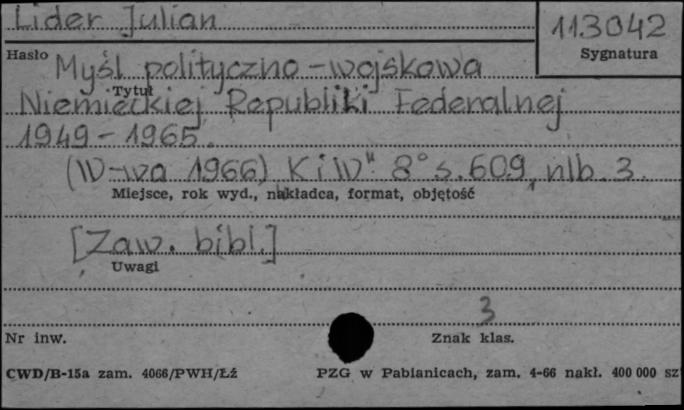 Lider Julian
113042
Hasło
Sygnatura
Myśl polityczno-wojskowa
Tytuł
Niemieckiej Republiki Federalnej
1949-1965.
(W-wa 1966) KiW" 8° s. 609, nlb. 3.
Miejsce, rok wyd., nakładca, format, objętość
[Zaw. bibl.]
Uwagi
3
Nr inw.
Znak klas.
CWD/B-15a zam. 4066/PWH/Łź
PZG w Pabianicach, zam. 4-66 nakł. 400 000 sz